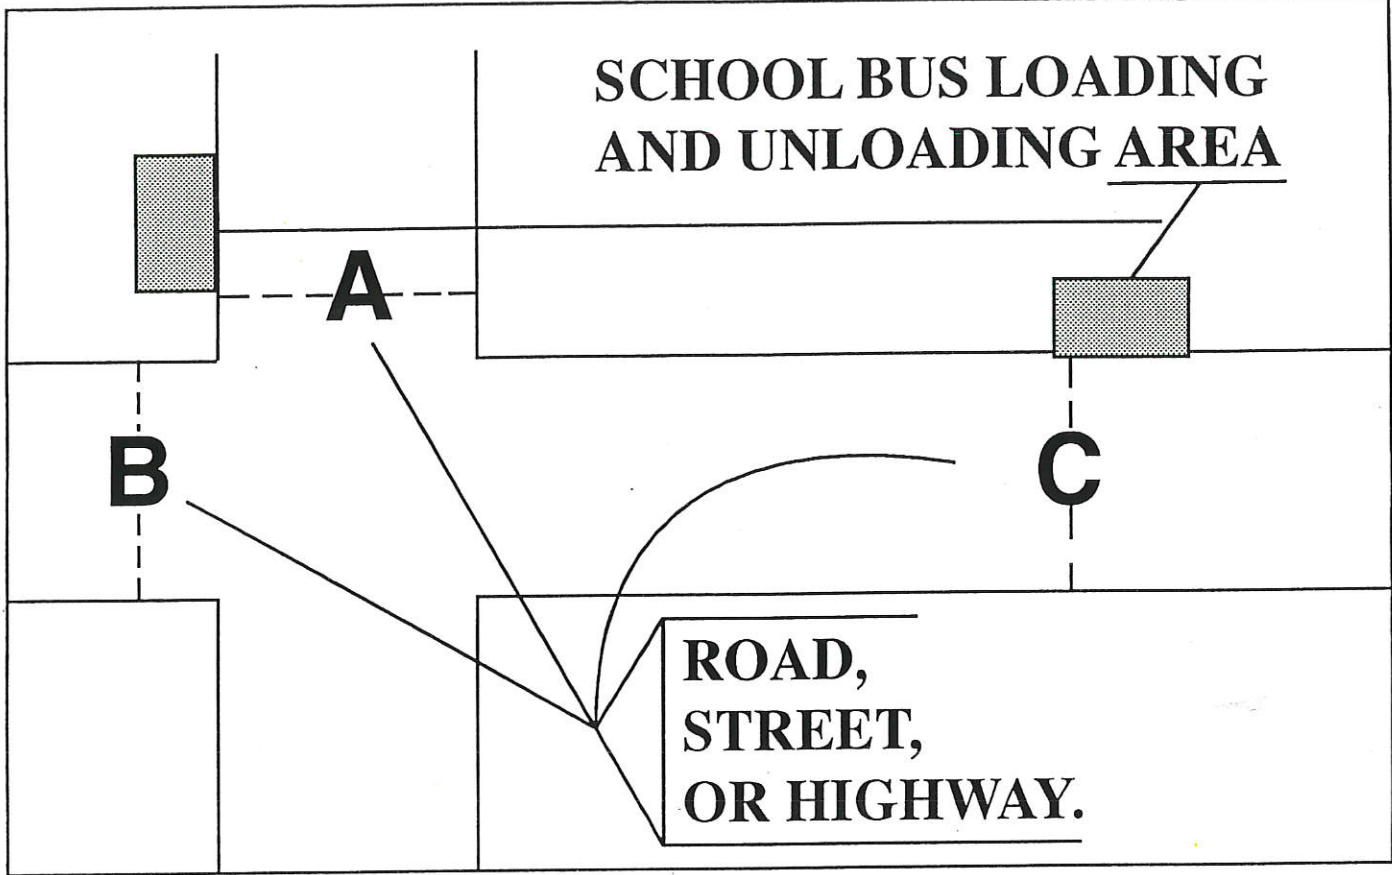 SCHOOL BUS LOADING
AND UNLOADING AREA
A
B
C
ROAD,
STREET,
OR HIGHWAY.